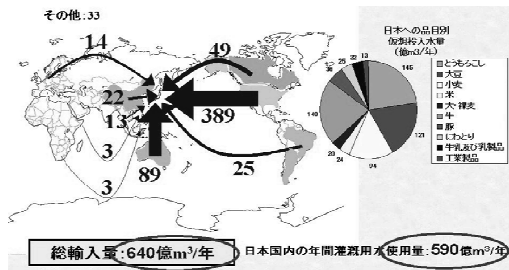 その他:33
14
49
22
13
389
3
3
89
25
日本への品目別
仮想投入水量
(億m3/年)
13
22
25
36
145
140
121
20
24
94
とうもろこし
大豆
小麦
米
大・裸麦
牛
豚
にわとり
牛乳及び乳製品
工業製品
総輸入量:640億m³/年
日本国内の年間灌漑用水使用量:590億m³/年